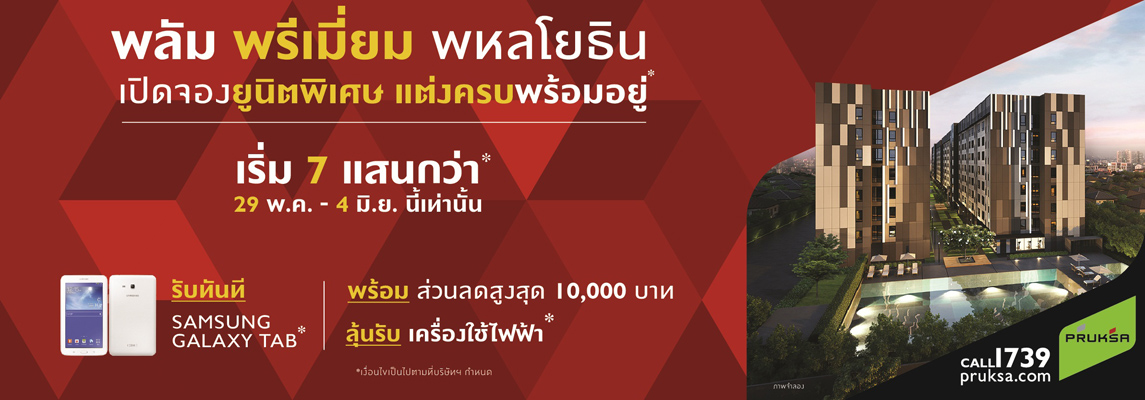 พลัม พรีเมี่ยม พหลโยธิน
เปิดจองยูนิตพิเศษ แต่งครบพร้อมอยู่*
เริ่ม 7 แสนกว่า*
29 พ.ค. - 4 มิ.ย. นี้เท่านั้น
รับทันที
SAMSUNG
GALAXY TAB*
พร้อม ส่วนลดสูงสุด 10,000 บาท
ลุ้นรับ เครื่องใช้ไฟฟ้า*
*เงื่อนไขเป็นไปตามที่บริษัทฯ กำหนด
PRUKSA
CALL 1739
pruksa.com
ภาพจำลอง